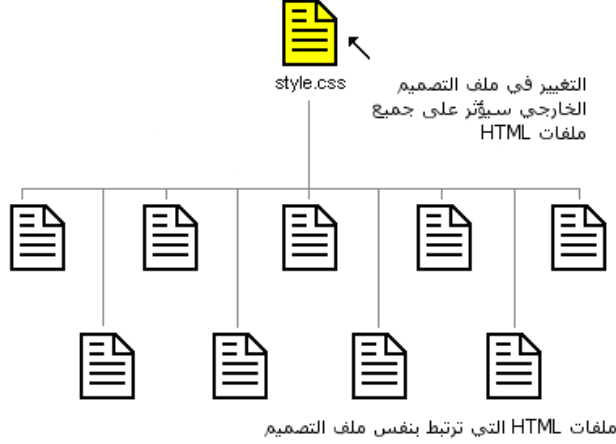 style.css
التغيير في ملف التصميم
الخارجي سيؤثر على جميع
ملفات HTML
ملفات HTML التي ترتبط بنفس ملف التصميم